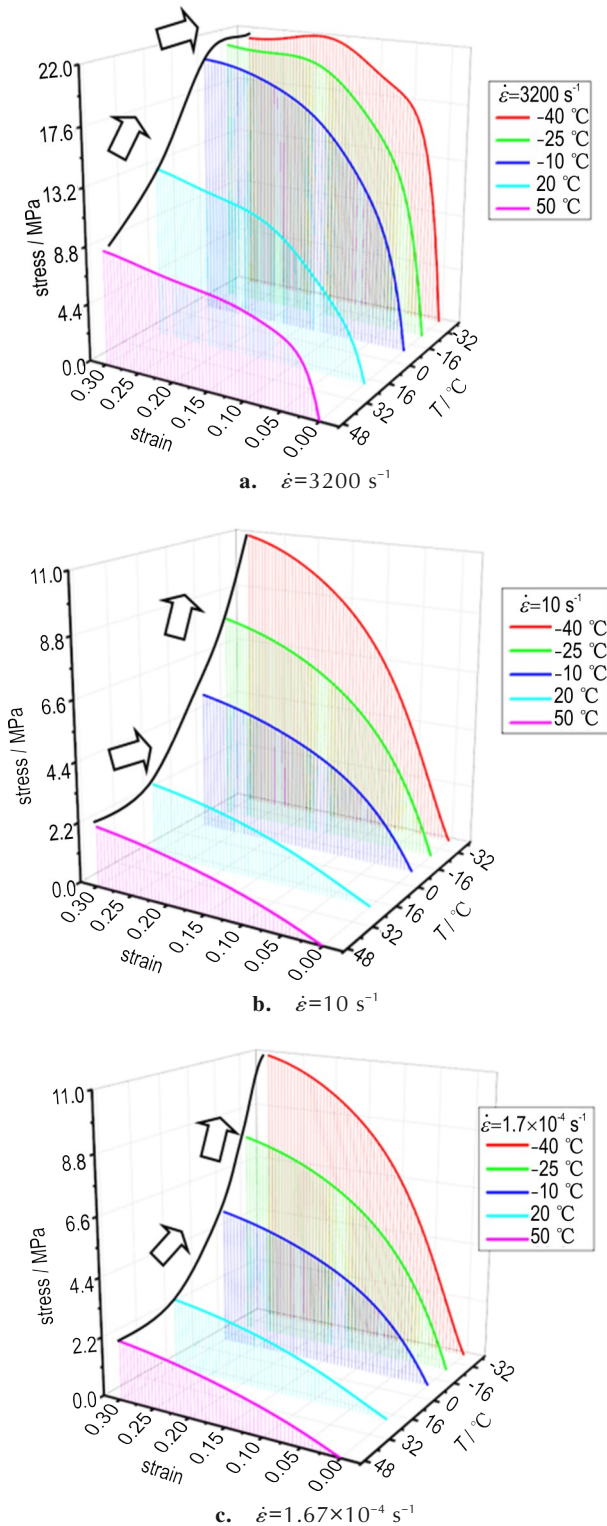 22.0
17.6
13.2
8.8
4.4
0.0
stress / MPa
0.30
0.25
0.20
0.15
0.10
0.05
0.00
strain
48
32
16
0
-16
-32
T / °C
ε̇=3200 s⁻¹
-40 °C
-25 °C
-10 °C
20 °C
50 °C
a. ε̇=3200 s⁻¹
11.0
8.8
6.6
4.4
2.2
0.0
stress / MPa
0.30
0.25
0.20
0.15
0.10
0.05
0.00
strain
48
32
16
0
-16
-32
T / °C
ε̇=10 s⁻¹
-40 °C
-25 °C
-10 °C
20 °C
50 °C
b. ε̇=10 s⁻¹
11.0
8.8
6.6
4.4
2.2
0.0
stress / MPa
0.30
0.25
0.20
0.15
0.10
0.05
0.00
strain
48
32
16
0
-16
-32
T / °C
ε̇=1.7×10⁻⁴ s⁻¹
-40 °C
-25 °C
-10 °C
20 °C
50 °C
c. ε̇=1.67×10⁻⁴ s⁻¹